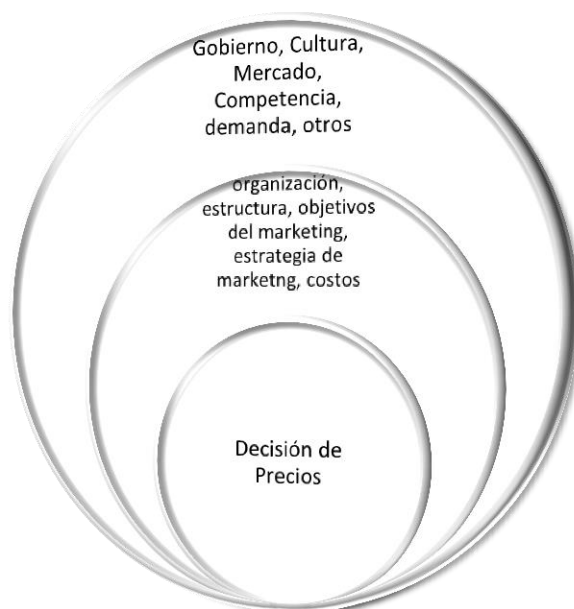 Gobierno, Cultura,
Mercado,
Competencia,
demanda, otros
organización,
estructura, objetivos
del marketing,
estrategia de
marketng, costos
Decisión de
Precios